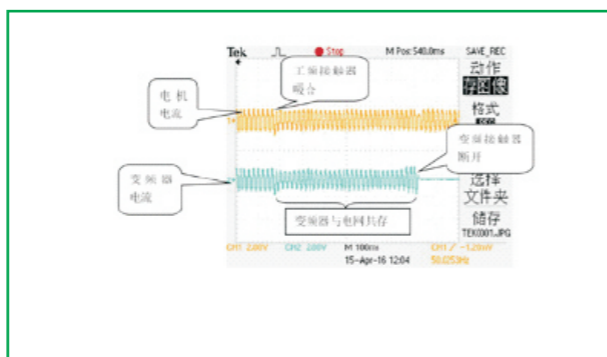 Tek Stop M Pos: 540.0ms SAVE_REC
动作
存图像
格式
选择
文件夹
储存
TEK0001.JPG
工频接触器
吸合
电机
电流
变频接触器
断开
变频器
电流
变频器与电网共存
CH1 2.00V CH2 2.00V M 100ms CH1 / -1.20mV
15-Apr-16 12:04 50.0253Hz